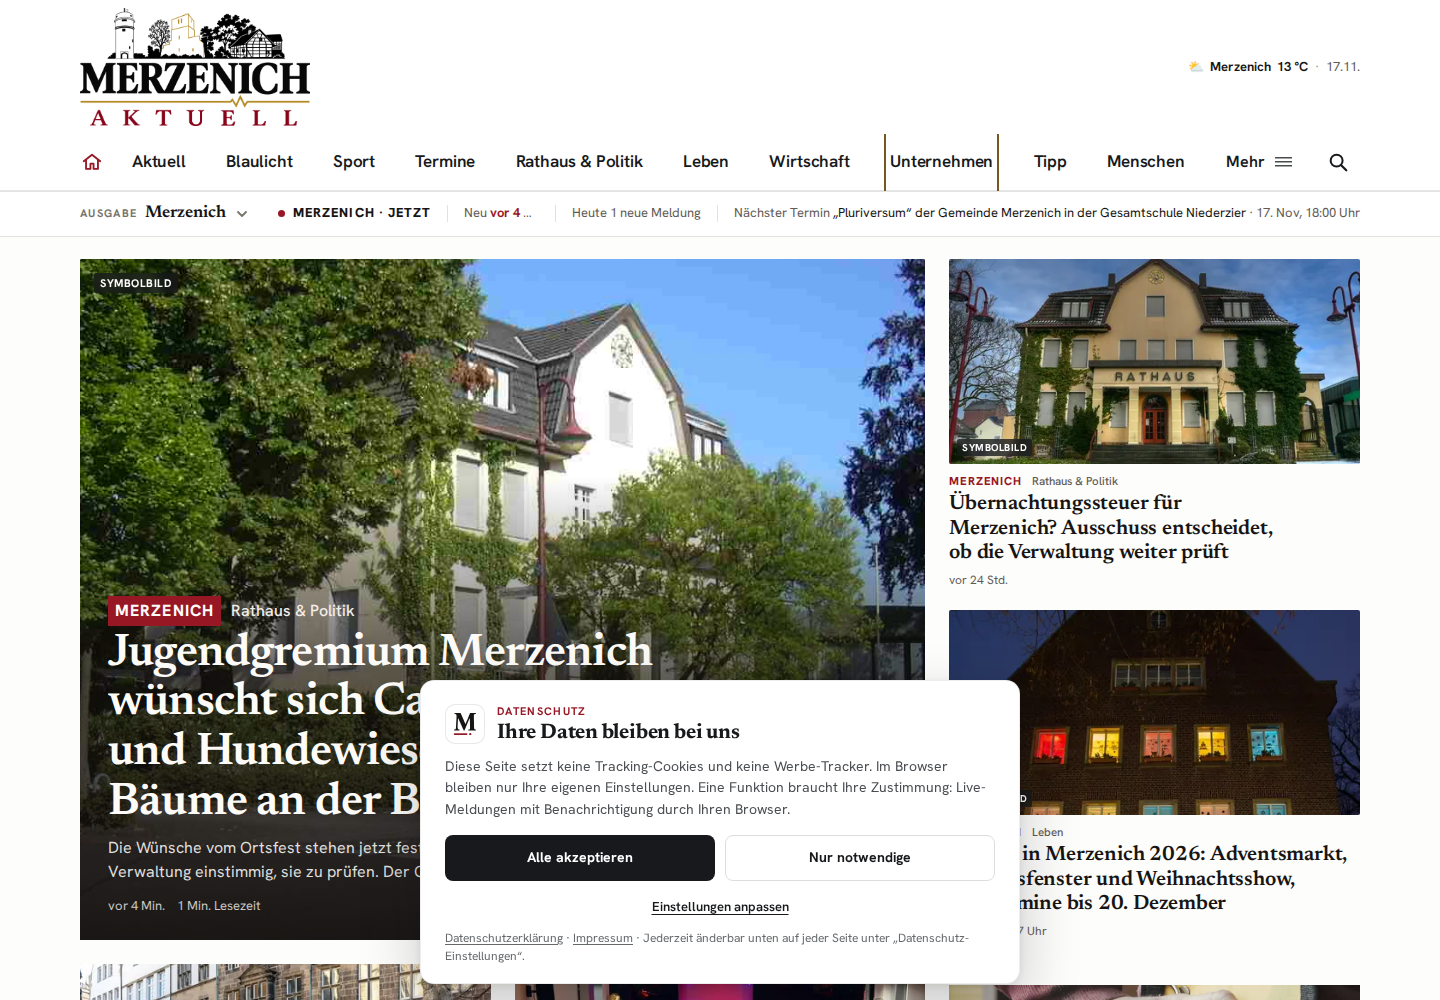 MERZENICH
AKTUELL
Merzenich 13 °C · 17.11.
Aktuell Blaulicht Sport Termine Rathaus & Politik Leben Wirtschaft Unternehmen Tipp Menschen Mehr
AUSGABE Merzenich
MERZENICH · JETZT
Neu vor 4 ...
Heute 1 neue Meldung
Nächster Termin „Pluriversum“ der Gemeinde Merzenich in der Gesamtschule Niederzier · 17. Nov, 18:00 Uhr
SYMBOLBILD
MERZENICH Rathaus & Politik
Jugendgremium Merzenich
wünscht sich
und
Bäume an der
Die Wünsche vom Ortsfest stehen jetzt
Verwaltung einstimmig, sie zu prüfen. Der
vor 4 Min. 1 Min. Lesezeit
RATHAUS
SYMBOLBILD
MERZENICH Rathaus & Politik
Übernachtungssteuer für
Merzenich? Ausschuss entscheidet,
ob die Verwaltung weiter prüft
vor 24 Std.
Leben
in Merzenich 2026: Adventsmarkt,
und Weihnachtsshow,
bis 20. Dezember
Uhr
M
DATENSCHUTZ
Ihre Daten bleiben bei uns
Diese Seite setzt keine Tracking-Cookies und keine Werbe-Tracker. Im Browser
bleiben nur Ihre eigenen Einstellungen. Eine Funktion braucht Ihre Zustimmung: Live-
Meldungen mit Benachrichtigung durch Ihren Browser.
Alle akzeptieren
Nur notwendige
Einstellungen anpassen
Datenschutzerklärung · Impressum · Jederzeit änderbar unten auf jeder Seite unter „Datenschutz-
Einstellungen“.